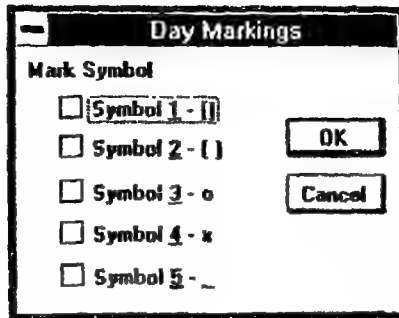 Day Markings
Mark Symbol
Symbol 1 - []
Symbol 2 - ( )
Symbol 3 - o
Symbol 4 - x
Symbol 5 - _
OK
Cancel